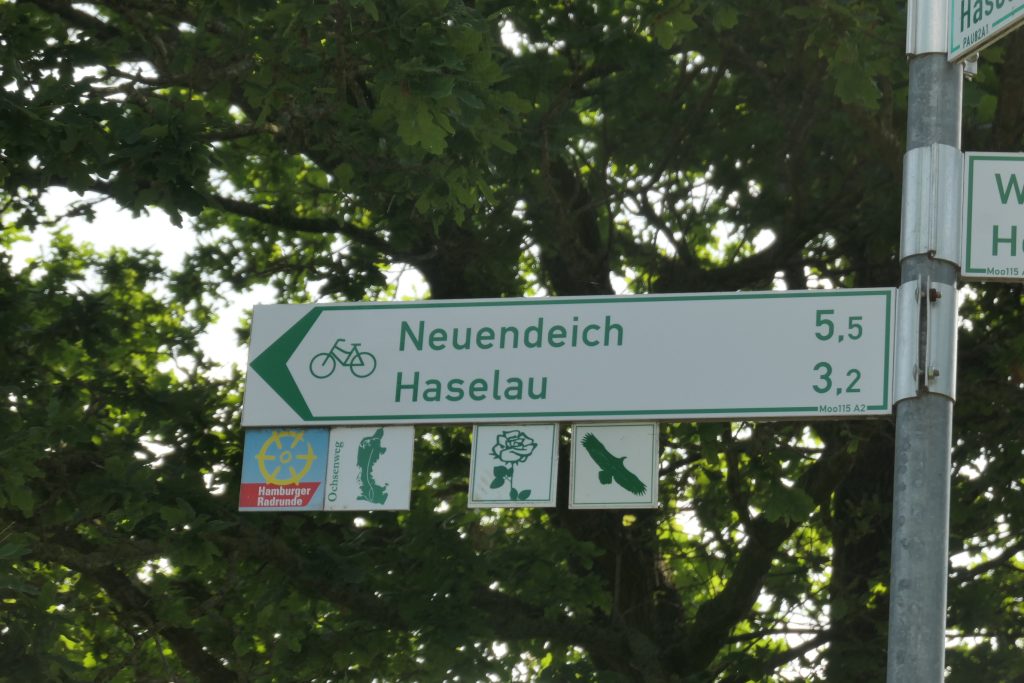 Neuendeich 5,5
Haselau 3,2
Moo115 A2
Hamburger
Radrunde
Ochsenweg